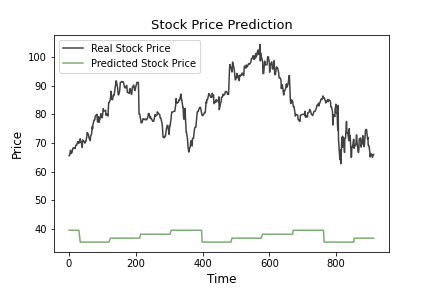 Stock Price Prediction
Real Stock Price
Predicted Stock Price
100
90
80
70
60
50
40
Price
0 200 400 600 800
Time